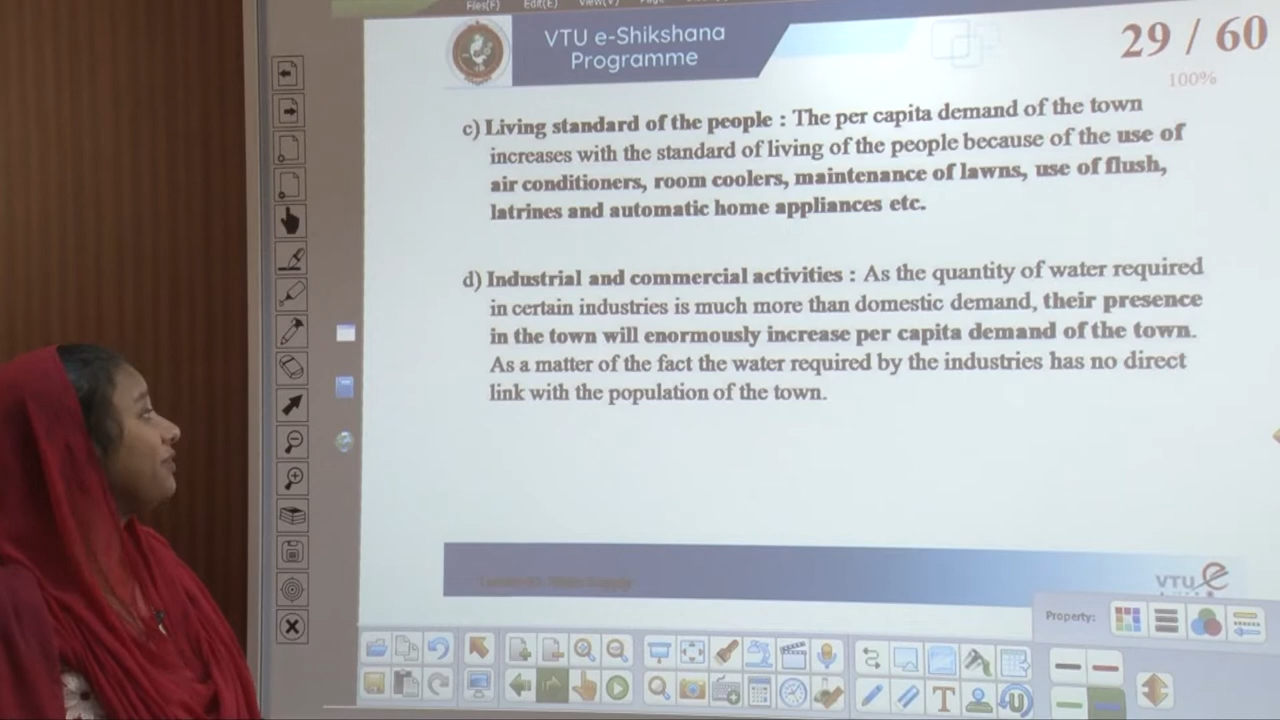 Files(F) Edit(E) View(V) Page
VTU e-Shikshana
Programme
29 / 60
100%
c) Living standard of the people : The per capita demand of the town
increases with the standard of living of the people because of the use of
air conditioners, room coolers, maintenance of lawns, use of flush,
latrines and automatic home appliances etc.
d) Industrial and commercial activities : As the quantity of water required
in certain industries is much more than domestic demand, their presence
in the town will enormously increase per capita demand of the town.
As a matter of the fact the water required by the industries has no direct
link with the population of the town.
VTU e
Property: